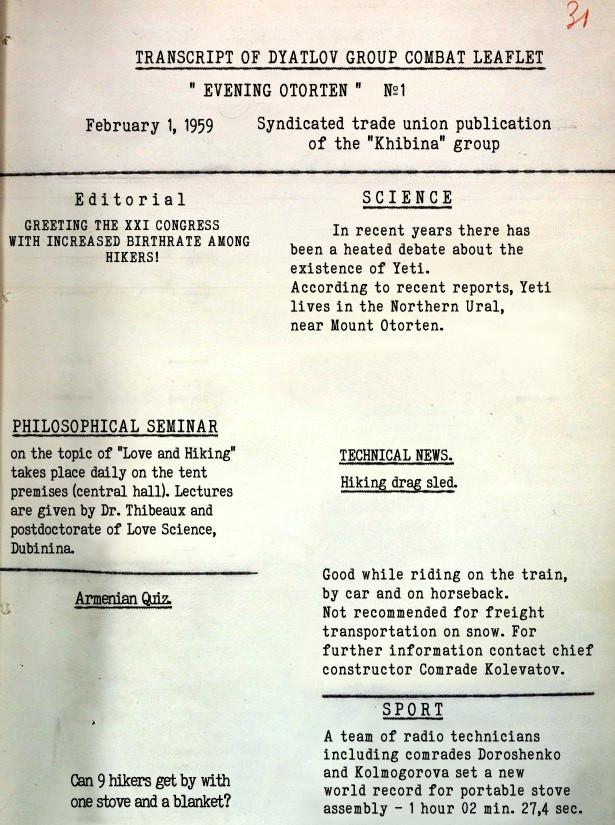 31
TRANSCRIPT OF DYATLOV GROUP COMBAT LEAFLET
" EVENING OTORTEN " №1
February 1, 1959
Syndicated trade union publication
of the "Khibina" group
Editorial
GREETING THE XXI CONGRESS
WITH INCREASED BIRTHRATE AMONG
HIKERS!
SCIENCE
In recent years there has
been a heated debate about the
existence of Yeti.
According to recent reports, Yeti
lives in the Northern Ural,
near Mount Otorten.
PHILOSOPHICAL SEMINAR
on the topic of "Love and Hiking"
takes place daily on the tent
premises (central hall). Lectures
are given by Dr. Thibeaux and
postdoctorate of Love Science,
Dubinina.
TECHNICAL NEWS.
Hiking drag sled.
Good while riding on the train,
by car and on horseback.
Not recommended for freight
transportation on snow. For
further information contact chief
constructor Comrade Kolevatov.
Armenian Quiz.
Can 9 hikers get by with
one stove and a blanket?
SPORT
A team of radio technicians
including comrades Doroshenko
and Kolmogorova set a new
world record for portable stove
assembly - 1 hour 02 min. 27,4 sec.